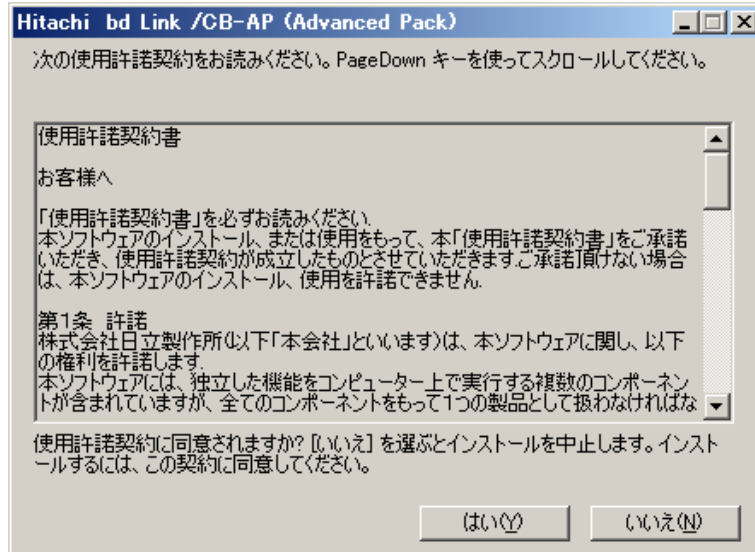 Hitachi bd Link /CB-AP (Advanced Pack)
次の使用許諾契約をお読みください。PageDown キーを使ってスクロールしてください。
使用許諾契約書
お客様へ
「使用許諾契約書」を必ずお読みください.
本ソフトウェアのインストール、または使用をもって、本「使用許諾契約書」をご承諾
いただき、使用許諾契約が成立したものとさせていただきます.ご承諾頂けない場合
は、本ソフトウェアのインストール、使用を許諾できません.
第1条 許諾
株式会社日立製作所(以下「本会社」といいます)は、本ソフトウェアに関し、以下
の権利を許諾します.
本ソフトウェアには、独立した機能をコンピューター上で実行する複数のコンポーネン
トが含まれていますが、全てのコンポーネントをもって1つの製品として扱わなければな
使用許諾契約に同意されますか? [いいえ] を選ぶとインストールを中止します。インスト
ールするには、この契約に同意してください。
はい(Y)
いいえ(N)